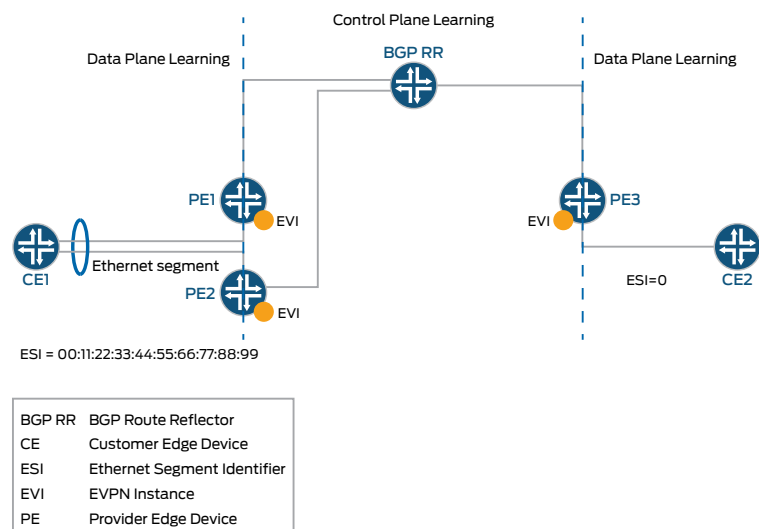 Control Plane Learning
Data Plane Learning
BGP RR
Data Plane Learning
PE1
EVI
PE3
EVI
CE1
Ethernet segment
PE2
EVI
ESI=0
CE2
ESI = 00:11:22:33:44:55:66:77:88:99
BGP RR BGP Route Reflector
CE Customer Edge Device
ESI Ethernet Segment Identifier
EVI EVPN Instance
PE Provider Edge Device